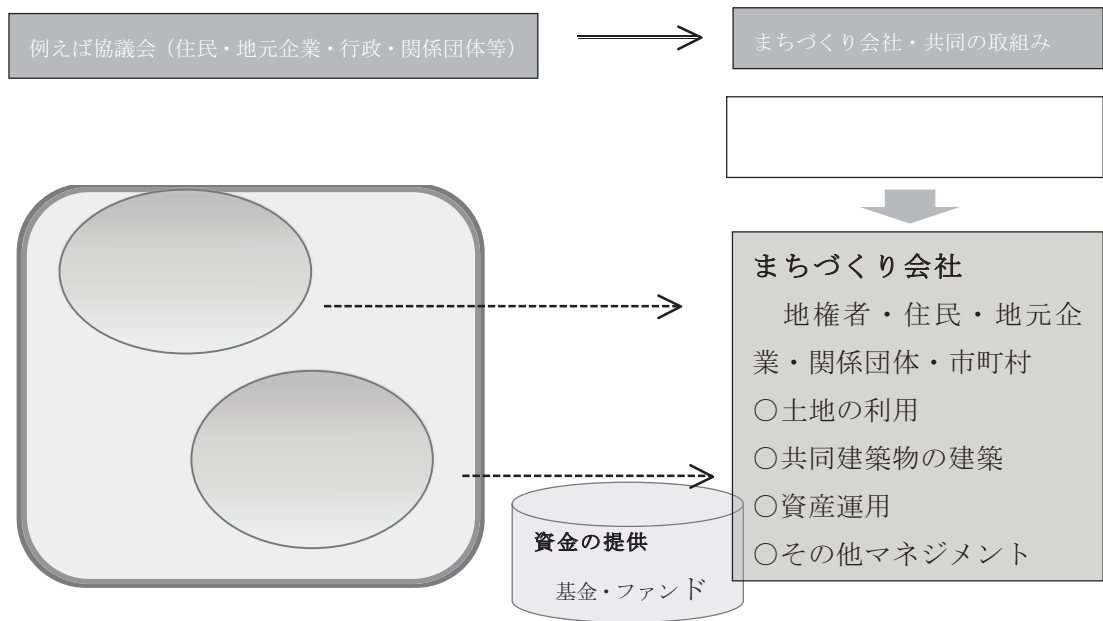 例えば協議会（住民・地元企業・行政・関係団体等）
まちづくり会社・共同の取組み
まちづくり会社
地権者・住民・地元企
業・関係団体・市町村
○土地の利用
○共同建築物の建築
○資産運用
○その他マネジメント
資金の提供
基金・ファンド